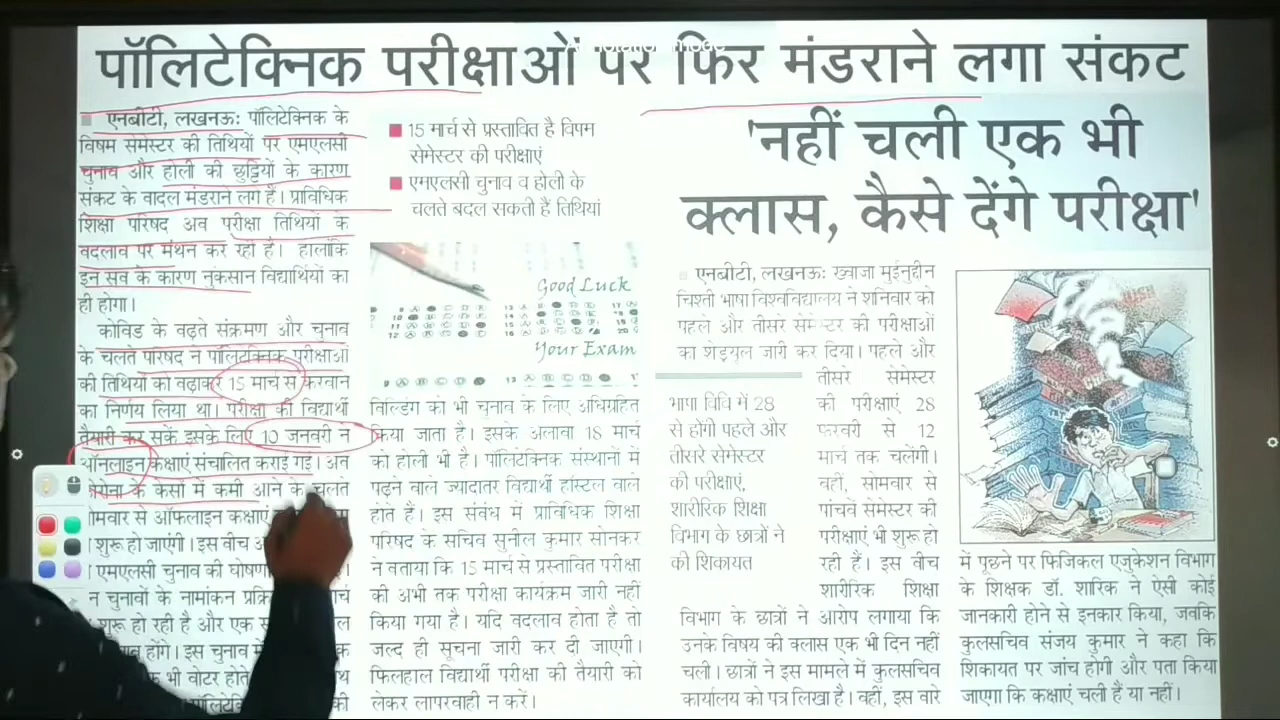 पॉलिटेक्निक परीक्षाओं पर फिर मंडराने लगा संकट
एनबीटी, लखनऊः पॉलिटेक्निक के
विषम सेमेस्टर की तिथियों पर एमएलसी
चुनाव और होली की छुट्टियों के कारण
संकट के बादल मंडराने लगे हैं। प्राविधिक
शिक्षा परिषद अब परीक्षा तिथियों के
बदलाव पर मंथन कर रही है। हालांकि
इन सब के कारण नुकसान विद्यार्थियों का
ही होगा।
कोविड के बढ़ते संक्रमण और चुनाव
के चलते परिषद ने पॉलिटेक्निक परीक्षाओं
की तिथियों को बढ़ाकर 15 मार्च से करवाने
का निर्णय लिया था। परीक्षा की विद्यार्थी
तैयारी कर सकें इसके लिए 10 जनवरी न
ऑनलाइन कक्षाएं संचालित कराई गईं। अब
के केसों में कमी आने के चलते
से ऑफलाइन कक्षाएं
शुरू हो जाएंगी। इस बीच
एमएलसी चुनाव की
न चुनावों के नामांकन
शुरू हो रही है और एक
होंगे। इस चुनाव
भी वोटर होते
15 मार्च से प्रस्तावित है विषम
सेमेस्टर की परीक्षाएं
एमएलसी चुनाव व होली के
चलते बदल सकती हैं तिथियां
Good Luck
Your Exam
बिल्डिंग को भी चुनाव के लिए अधिग्रहित
किया जाता है। इसके अलावा 18 मार्च
को होली भी है। पॉलिटेक्निक संस्थानों में
पढ़ने वाले ज्यादातर विद्यार्थी हॉस्टल वाले
होते हैं। इस संबंध में प्राविधिक शिक्षा
परिषद के सचिव सुनील कुमार सोनकर
ने बताया कि 15 मार्च से प्रस्तावित परीक्षा
की अभी तक परीक्षा कार्यक्रम जारी नहीं
किया गया है। यदि बदलाव होता है तो
जल्द ही सूचना जारी कर दी जाएगी।
फिलहाल विद्यार्थी परीक्षा की तैयारी को
लेकर लापरवाही न करें।
'नहीं चली एक भी
क्लास, कैसे देंगे परीक्षा'
एनबीटी, लखनऊः ख्वाजा मुईनुद्दीन
चिश्ती भाषा विश्वविद्यालय ने शनिवार को
पहले और तीसरे सेमेस्टर की परीक्षाओं
का शेड्यूल जारी कर दिया। पहले और
तीसरे सेमेस्टर
की परीक्षाएं 28
फरवरी से 12
मार्च तक चलेंगी।
वहीं, सोमवार से
पांचवें सेमेस्टर की
परीक्षाएं भी शुरू हो
रही हैं। इस बीच
शारीरिक शिक्षा
भाषा विवि में 28
से होंगी पहले और
तीसरे सेमेस्टर
की परीक्षाएं,
शारीरिक शिक्षा
विभाग के छात्रों ने
की शिकायत
विभाग के छात्रों ने आरोप लगाया कि
उनके विषय की क्लास एक भी दिन नहीं
चली। छात्रों ने इस मामले में कुलसचिव
कार्यालय को पत्र लिखा है। वहीं, इस बारे
में पूछने पर फिजिकल एजुकेशन विभाग
के शिक्षक डॉ. शारिक ने ऐसी कोई
जानकारी होने से इनकार किया, जबकि
कुलसचिव संजय कुमार ने कहा कि
शिकायत पर जांच होगी और पता किया
जाएगा कि कक्षाएं चली हैं या नहीं।